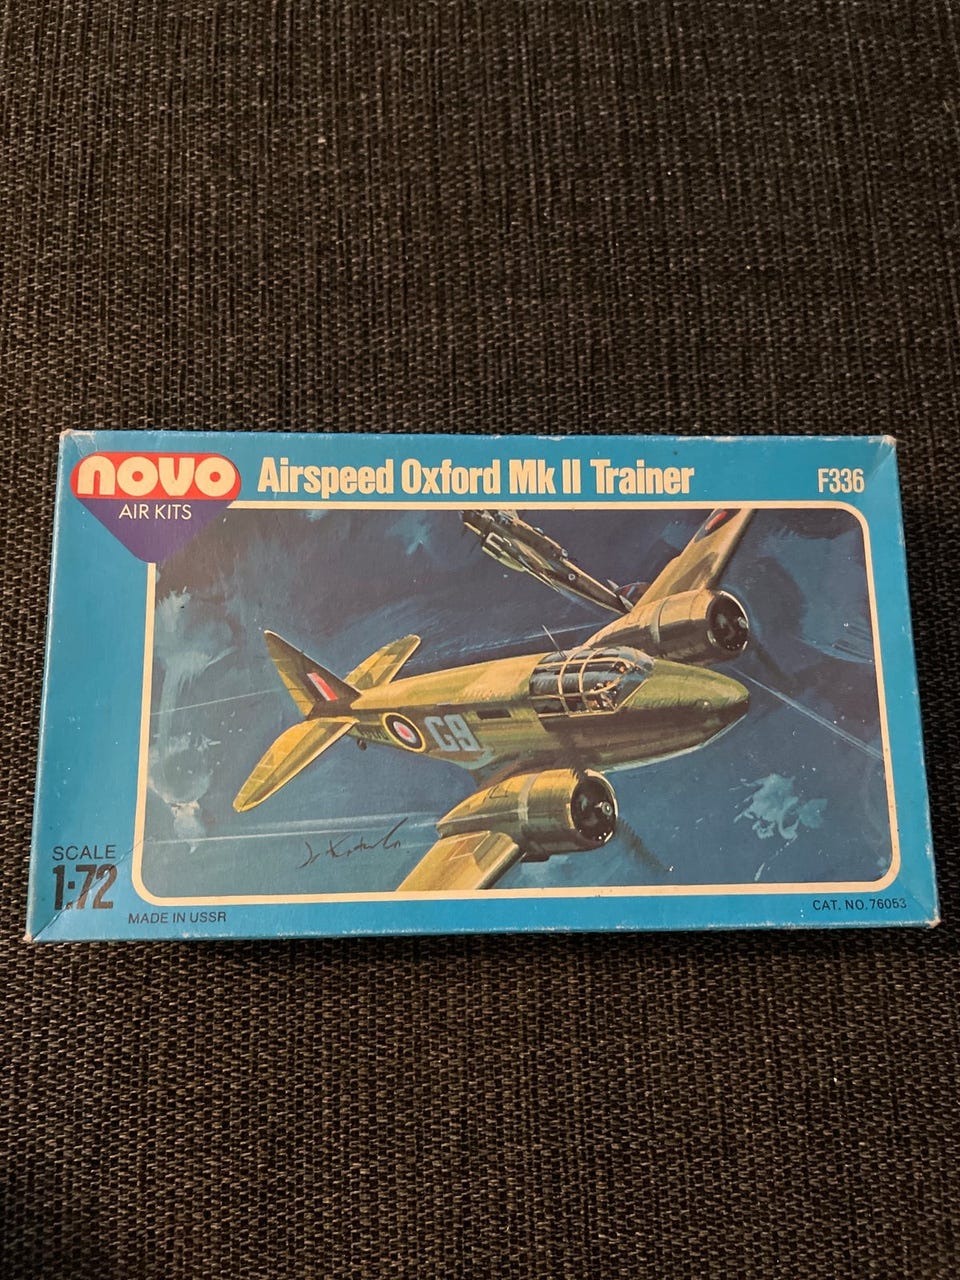 novo
AIR KITS
Airspeed Oxford Mk II Trainer
F336
G9
SCALE
1:72
MADE IN USSR
CAT. NO. 76053